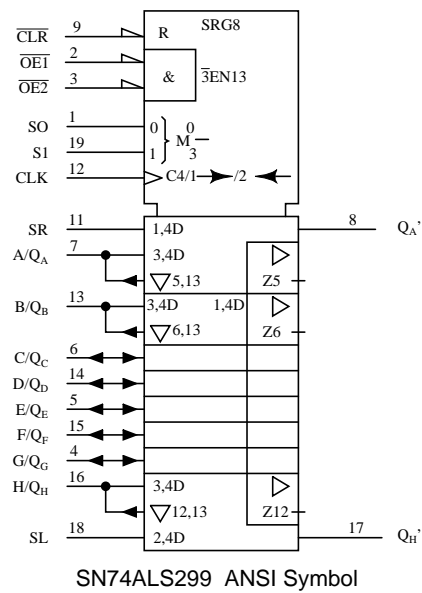 9 SRG8
CLR R
2
OE1
3 & 3EN13
OE2
1 0 0
SO M
19 1 3
S1
12
CLK C4/1 /2
11 8
SR 1,4D QA’
7
A/QA 3,4D
5,13 Z5
13
B/QB 3,4D 1,4D
6,13 Z6
6
C/QC
14
D/QD
5
E/QE
15
F/QF
4
G/QG
16
H/QH 3,4D
12,13 Z12
18 17
SL 2,4D QH’
SN74ALS299 ANSI Symbol